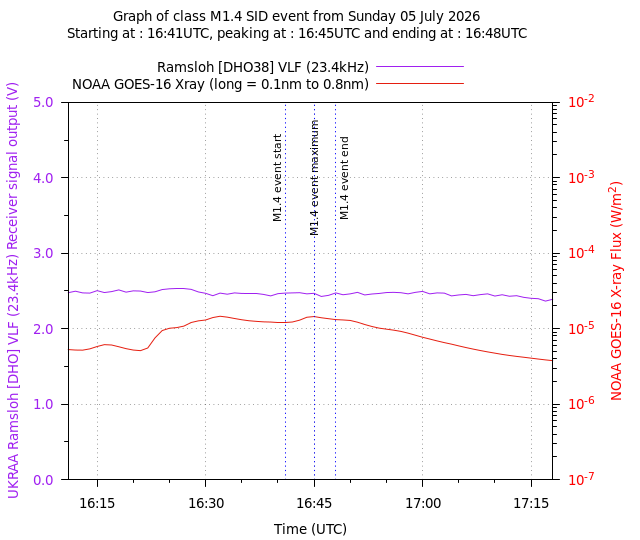 Graph of class M1.4 SID event from Sunday 05 July 2026
Starting at : 16:41UTC, peaking at : 16:45UTC and ending at : 16:48UTC
Ramsloh [DHO38] VLF (23.4kHz)
NOAA GOES-16 Xray (long = 0.1nm to 0.8nm)
UKRAA Ramsloh [DHO] VLF (23.4kHz) Receiver signal output (V)
5.0
4.0
3.0
2.0
1.0
0.0
M1.4 event start
M1.4 event maximum
M1.4 event end
10-2
10-3
10-4
10-5
10-6
10-7
NOAA GOES-16 X-ray Flux (W/m2)
16:15 16:30 16:45 17:00 17:15
Time (UTC)